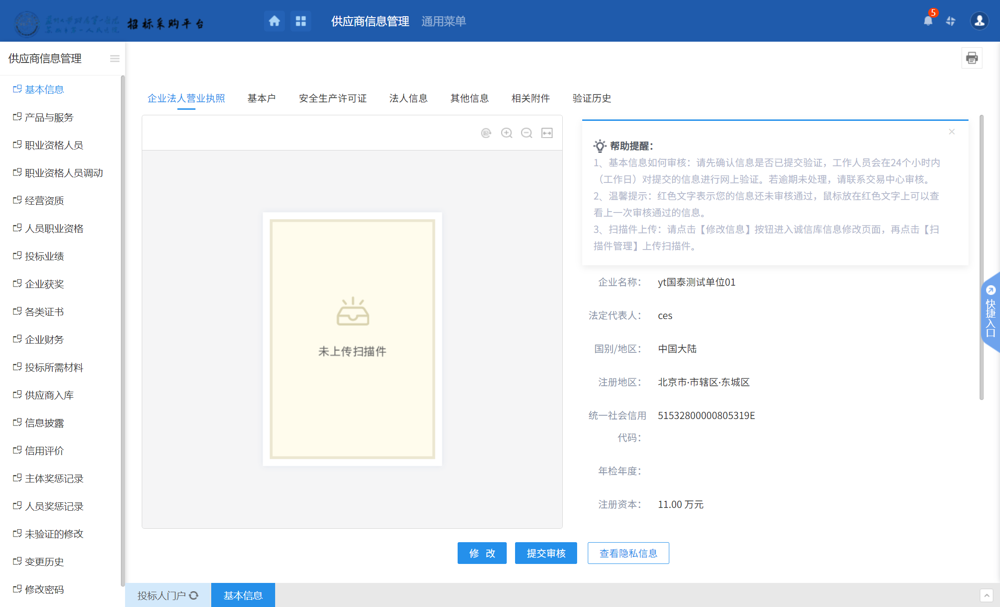 招标采购平台
供应商信息管理 通用菜单
5
供应商信息管理
基本信息
产品与服务
职业资格人员
职业资格人员调动
经营资质
人员职业资格
投标业绩
企业获奖
各类证书
企业财务
投标所需材料
供应商入库
信息披露
信用评价
主体奖惩记录
人员奖惩记录
未验证的修改
变更历史
修改密码
企业法人营业执照 基本户 安全生产许可证 法人信息 其他信息 相关附件 验证历史
未上传扫描件
帮助提醒：
1、基本信息如何审核：请先确认信息是否已提交验证，工作人员会在24个小时内
（工作日）对提交的信息进行网上验证。若逾期未处理，请联系交易中心审核。
2、温馨提示：红色文字表示您的信息还未审核通过，鼠标放在红色文字上可以查
看上一次审核通过的信息。
3、扫描件上传：请点击【修改信息】按钮进入诚信库信息修改页面，再点击【扫
描件管理】上传扫描件。
企业名称： yt国泰测试单位01
法定代表人： ces
国别/地区： 中国大陆
注册地区： 北京市·市辖区·东城区
统一社会信用 51532800000805319E
代码：
年检年度：
注册资本： 11.00 万元
快捷入口
修 改 提交审核 查看隐私信息
投标人门户 基本信息